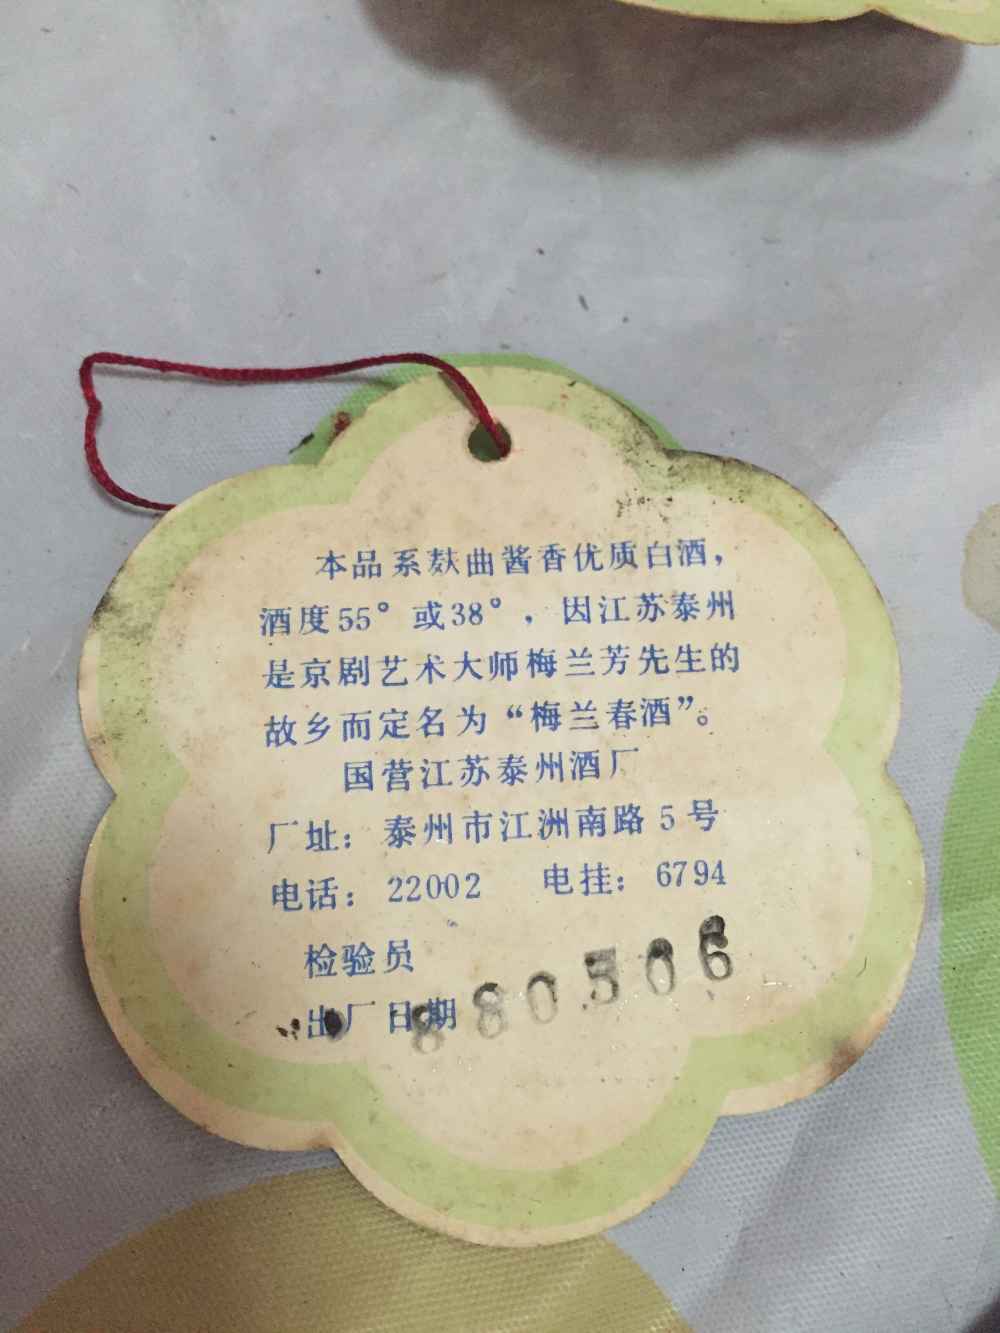 本品系麸曲酱香优质白酒，
酒度55°或38°，因江苏泰州
是京剧艺术大师梅兰芳先生的
故乡而定名为“梅兰春酒”。
国营江苏泰州酒厂
厂址：泰州市江洲南路5号
电话：22002 电挂：6794
检验员
出厂日期 880506